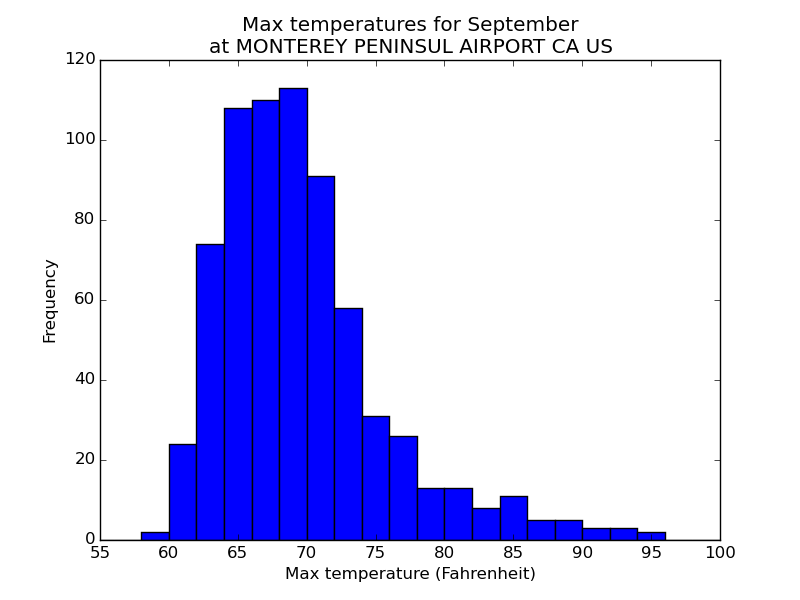 Max temperatures for September
at MONTEREY PENINSUL AIRPORT CA US
120
100
80
60
40
20
0
Frequency
55 60 65 70 75 80 85 90 95 100
Max temperature (Fahrenheit)